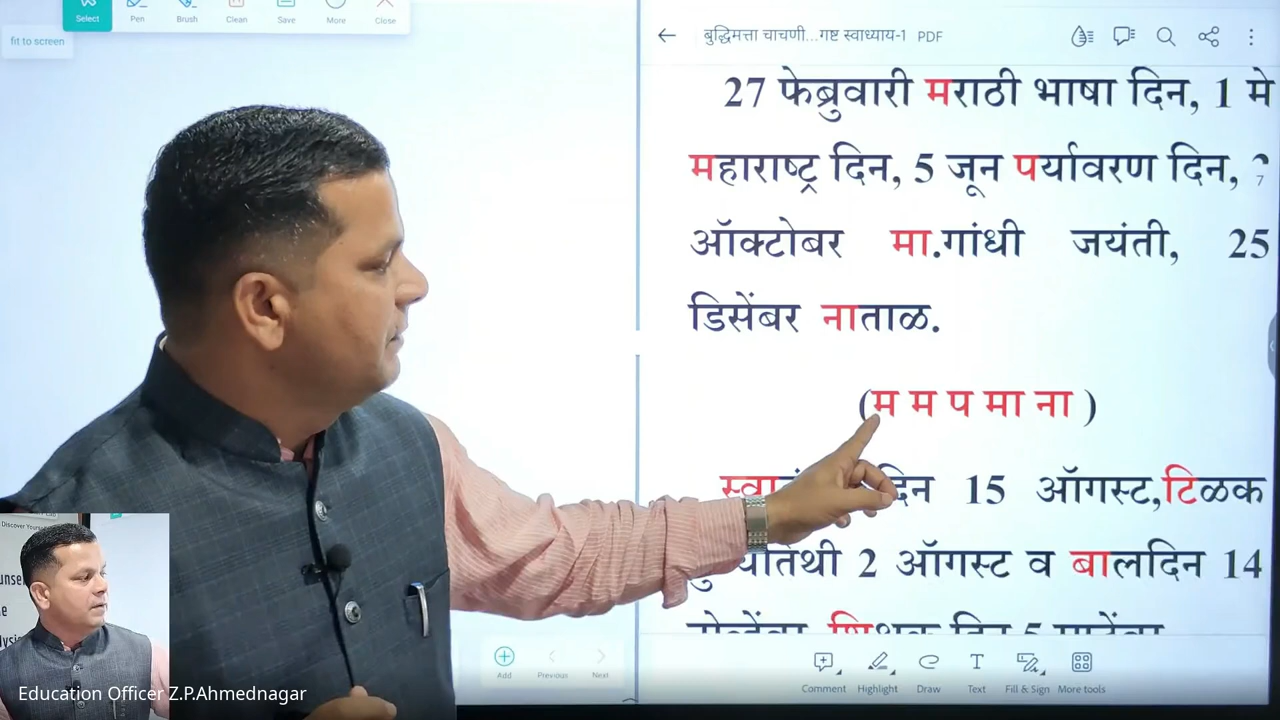 Select Pen Brush Clean Save More Close
fit to screen
बुद्धिमत्ता चाचणी...गष्ट स्वाध्याय-1 PDF
27 फेब्रुवारी मराठी भाषा दिन, 1 मे
महाराष्ट्र दिन, 5 जून पर्यावरण दिन,
ऑक्टोबर मा.गांधी जयंती, 25
डिसेंबर नाताळ.
(म म प मा ना )
दिन 15 ऑगस्ट,टिळक
2 ऑगस्ट व बालदिन 14
Add Previous Next
Comment Highlight Draw Text Fill & Sign More tools
Education Officer Z.P.Ahmednagar